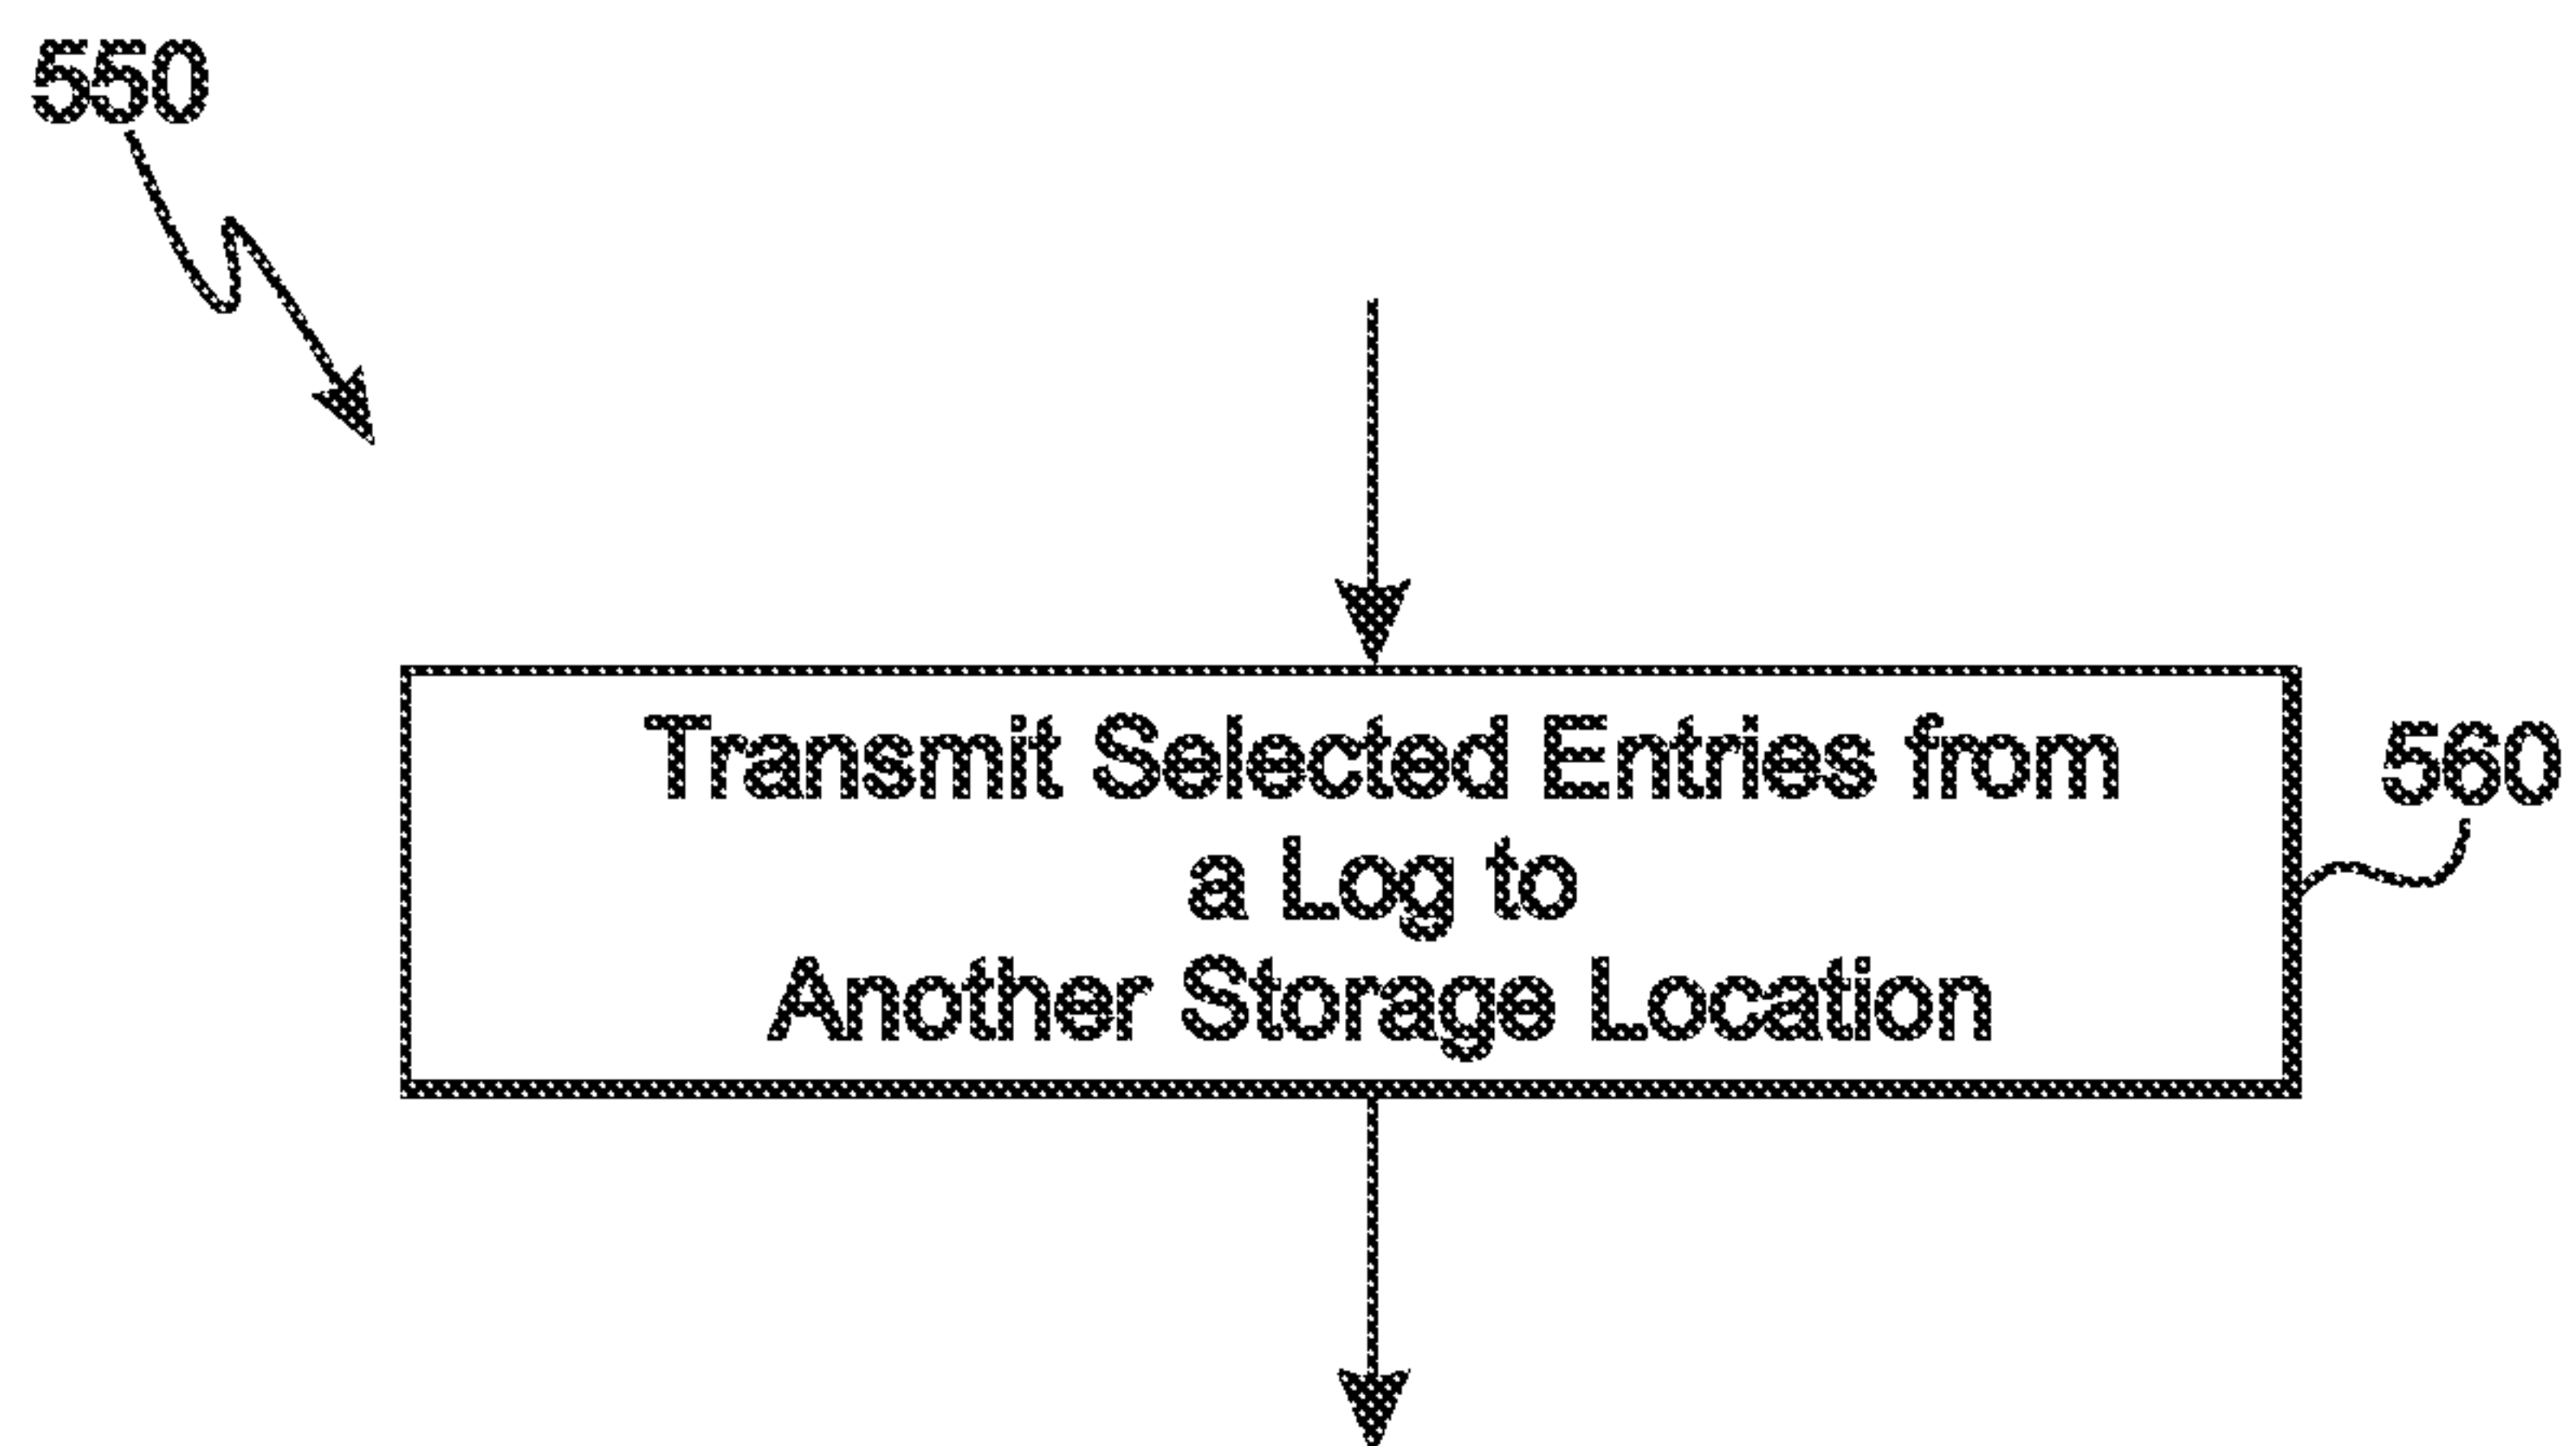 550
Transmit Selected Entries from
560
a Log to
Another Storage Location